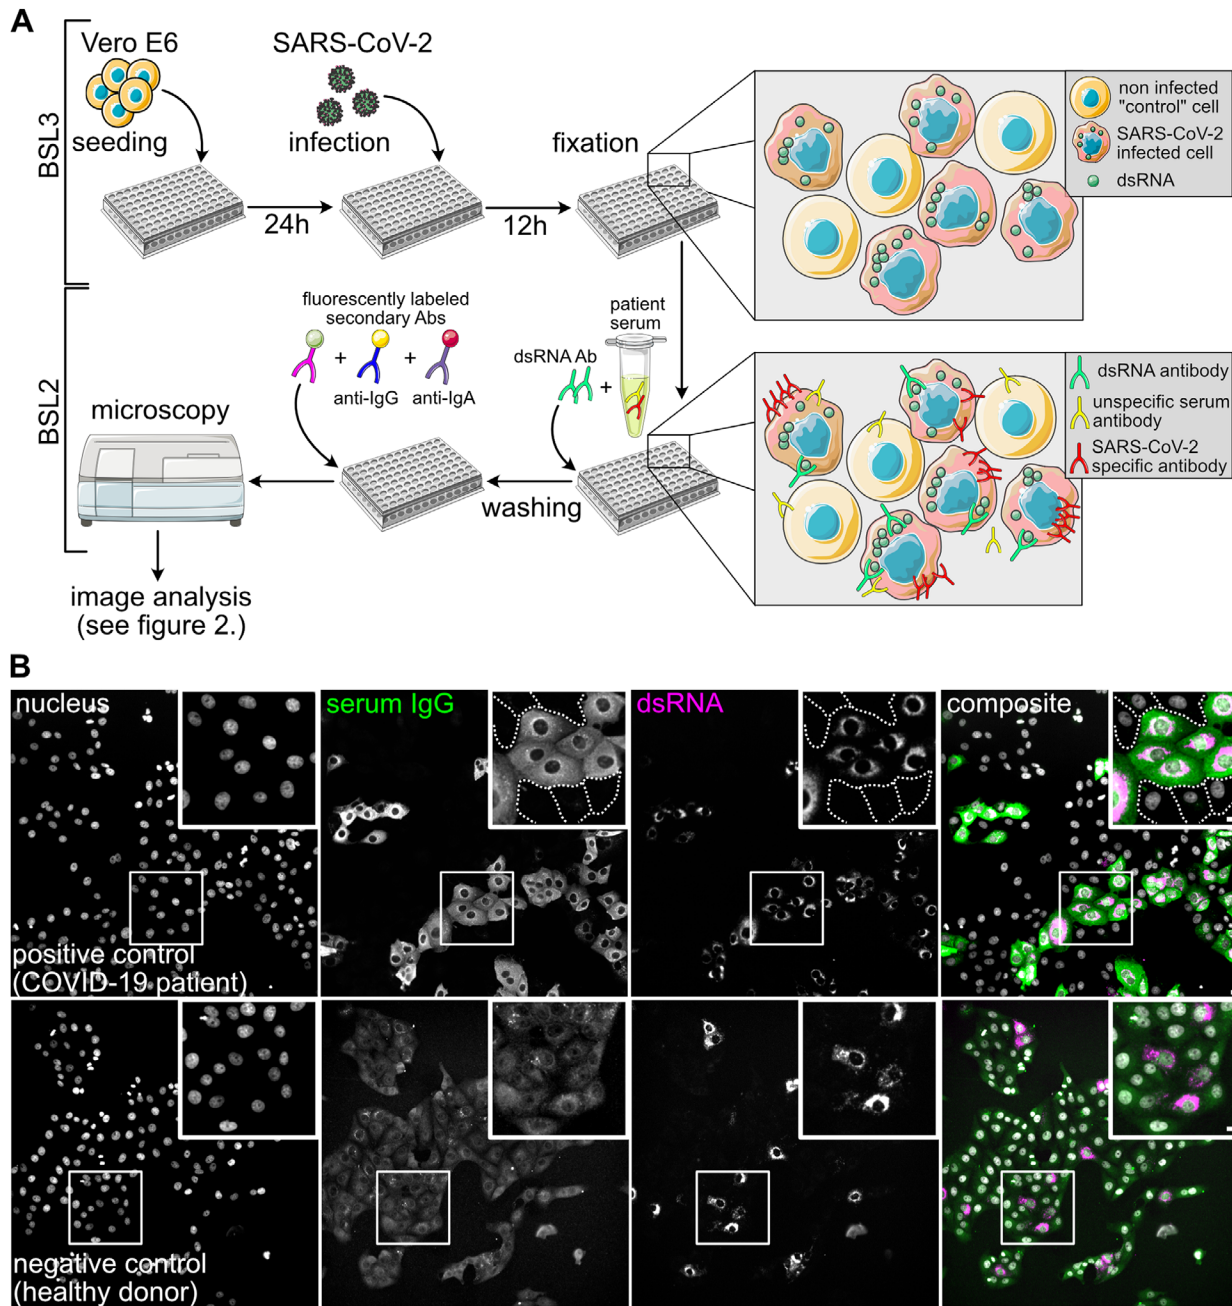 A
BSL3
Vero E6
seeding
SARS-CoV-2
infection
fixation
24h
12h
non infected
"control" cell
SARS-CoV-2
infected cell
dsRNA
BSL2
fluorescently labeled
secondary Abs
+
+
anti-IgG
anti-IgA
patient
serum
dsRNA Ab
+
microscopy
washing
dsRNA antibody
unspecific serum
antibody
SARS-CoV-2
specific antibody
image analysis
(see figure 2.)
B
nucleus
serum IgG
dsRNA
composite
positive control
(COVID-19 patient)
negative control
(healthy donor)